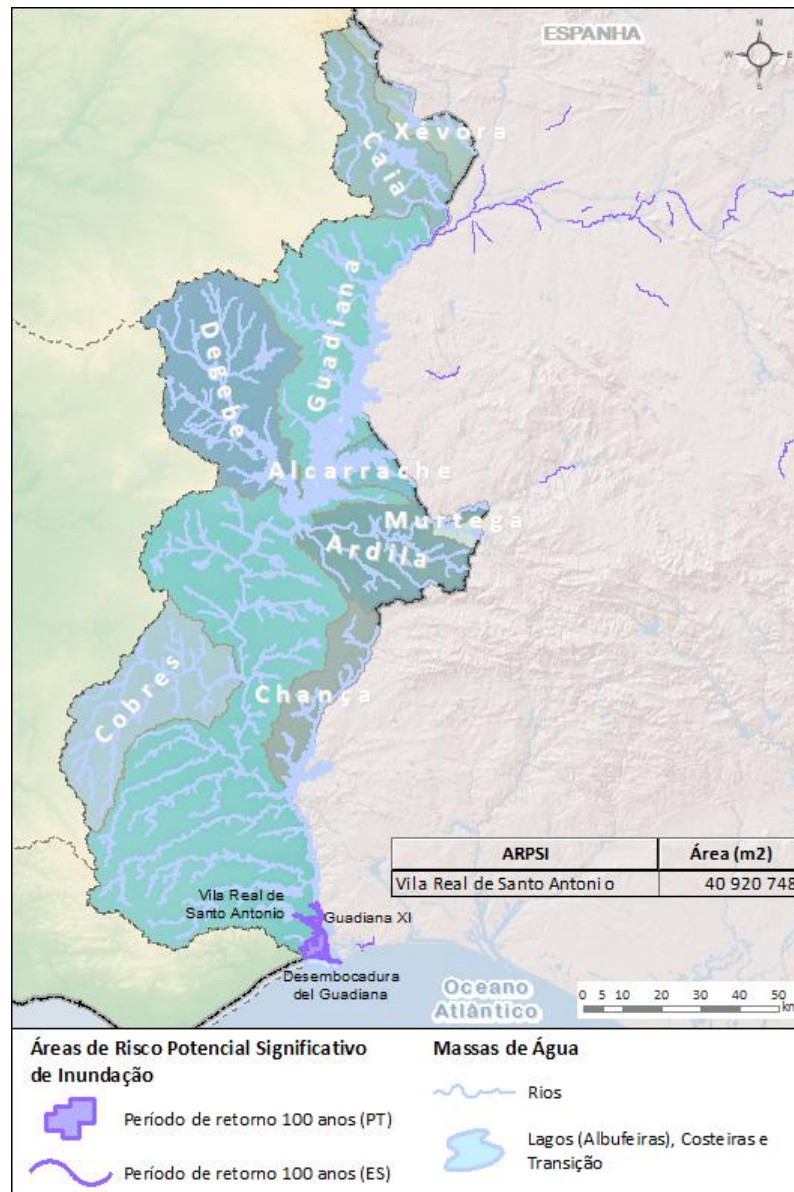 ESPANHA
N
W
E
S
Xévora
Caia
Guadiana
Degebe
Alcarrache
Murtega
Ardila
Cobres
Chança
ARPSI Área (m2)
Vila Real de Santo Antonio 40 920 748
Vila Real de
Santo Antonio
Guadiana XI
Desembocadura
del Guadiana
Oceano
Atlântico
0 5 10 20 30 40 50
km
Áreas de Risco Potencial Significativo
de Inundação
Período de retorno 100 anos (PT)
Período de retorno 100 anos (ES)
Massas de Água
Rios
Lagos (Albufeiras), Costeiras e
Transição